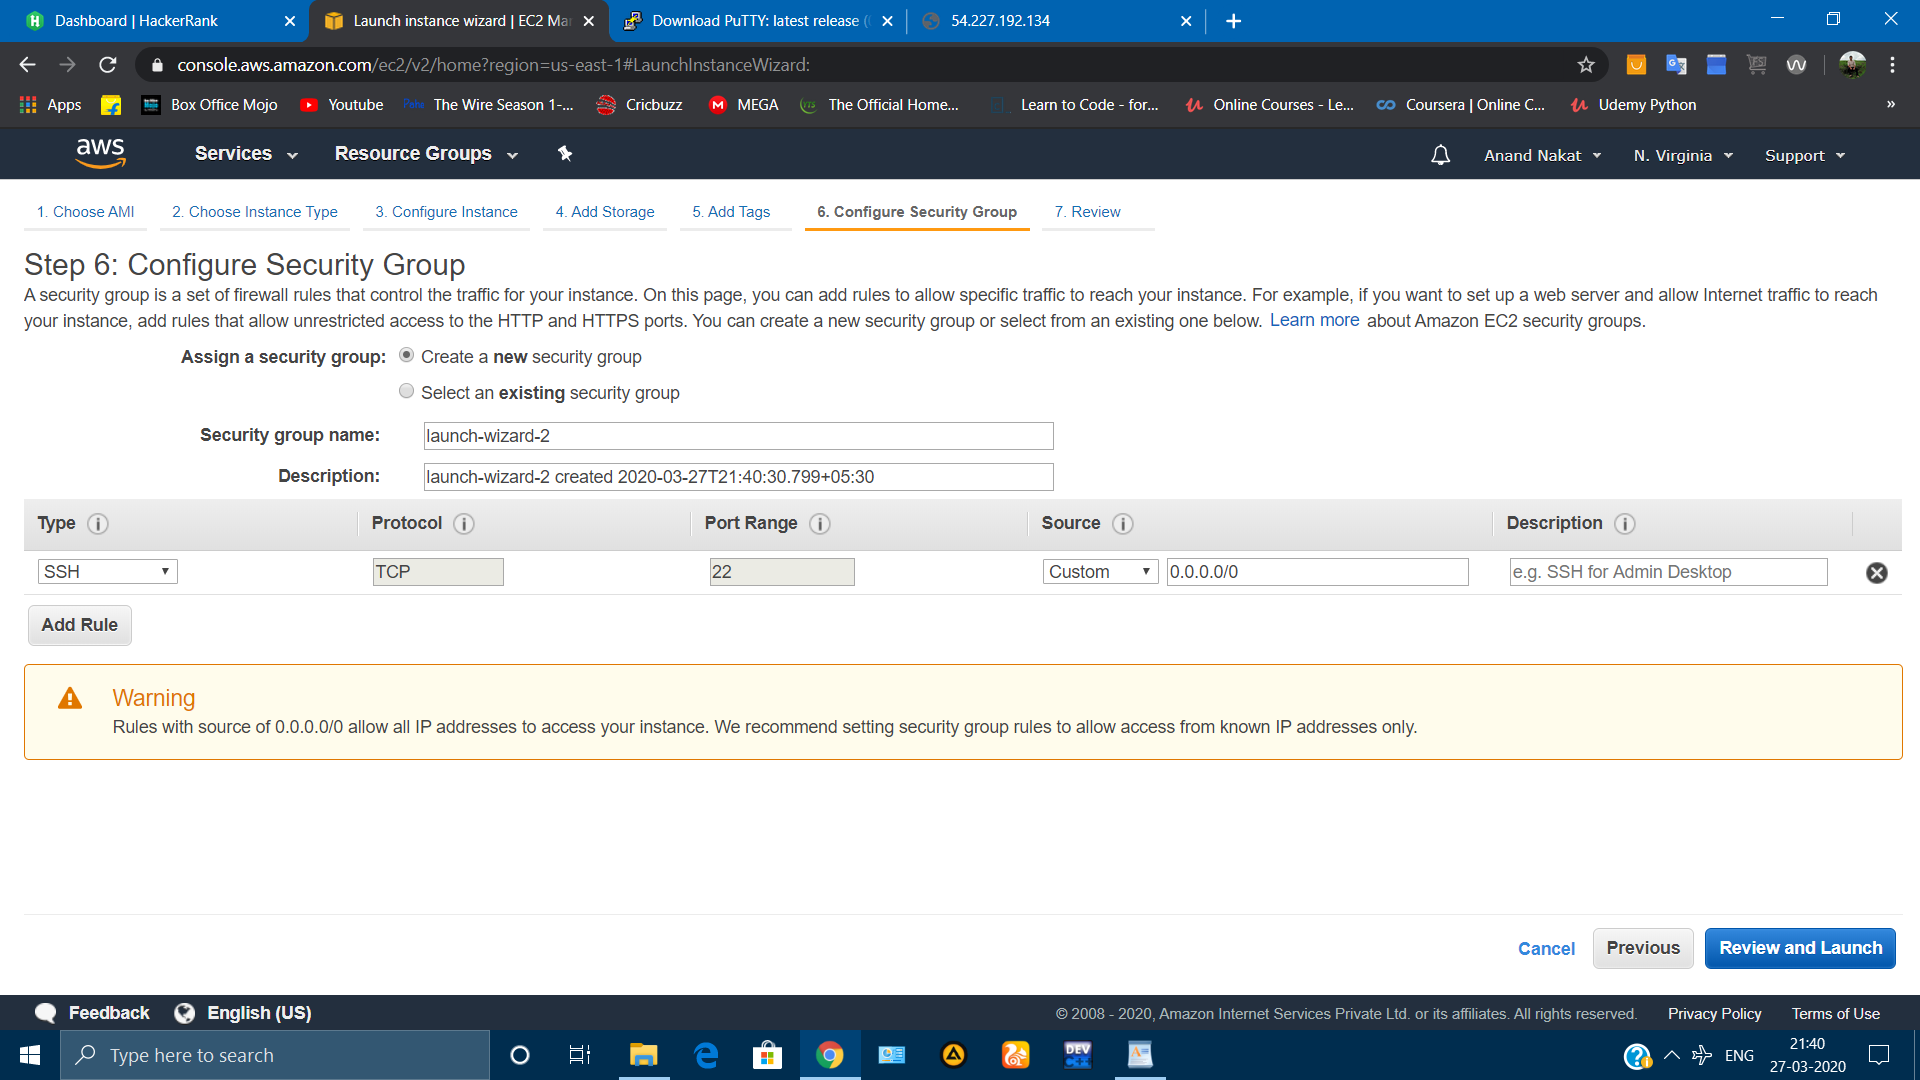 Dashboard | HackerRank
Launch instance wizard | EC2 Mar
Download PuTTY: latest release (
54.227.192.134
console.aws.amazon.com/ec2/v2/home?region=us-east-1#LaunchInstanceWizard:
Apps
Box Office Mojo
Youtube
The Wire Season 1-...
Cricbuzz
MEGA
The Official Home...
Learn to Code - for...
Online Courses - Le...
Coursera | Online C...
Udemy Python
»
aws
Services
Resource Groups
Anand Nakat
N. Virginia
Support
1. Choose AMI
2. Choose Instance Type
3. Configure Instance
4. Add Storage
5. Add Tags
6. Configure Security Group
7. Review
Step 6: Configure Security Group
A security group is a set of firewall rules that control the traffic for your instance. On this page, you can add rules to allow specific traffic to reach your instance. For example, if you want to set up a web server and allow Internet traffic to reach
your instance, add rules that allow unrestricted access to the HTTP and HTTPS ports. You can create a new security group or select from an existing one below. Learn more about Amazon EC2 security groups.
Assign a security group:
Create a new security group
Select an existing security group
Security group name:
launch-wizard-2
Description:
launch-wizard-2 created 2020-03-27T21:40:30.799+05:30
Type
Protocol
Port Range
Source
Description
SSH
TCP
22
Custom
0.0.0.0/0
e.g. SSH for Admin Desktop
Add Rule
Warning
Rules with source of 0.0.0.0/0 allow all IP addresses to access your instance. We recommend setting security group rules to allow access from known IP addresses only.
Cancel
Previous
Review and Launch
Feedback
English (US)
© 2008 - 2020, Amazon Internet Services Private Ltd. or its affiliates. All rights reserved.
Privacy Policy
Terms of Use
Type here to search
DEV
ENG
21:40
27-03-2020